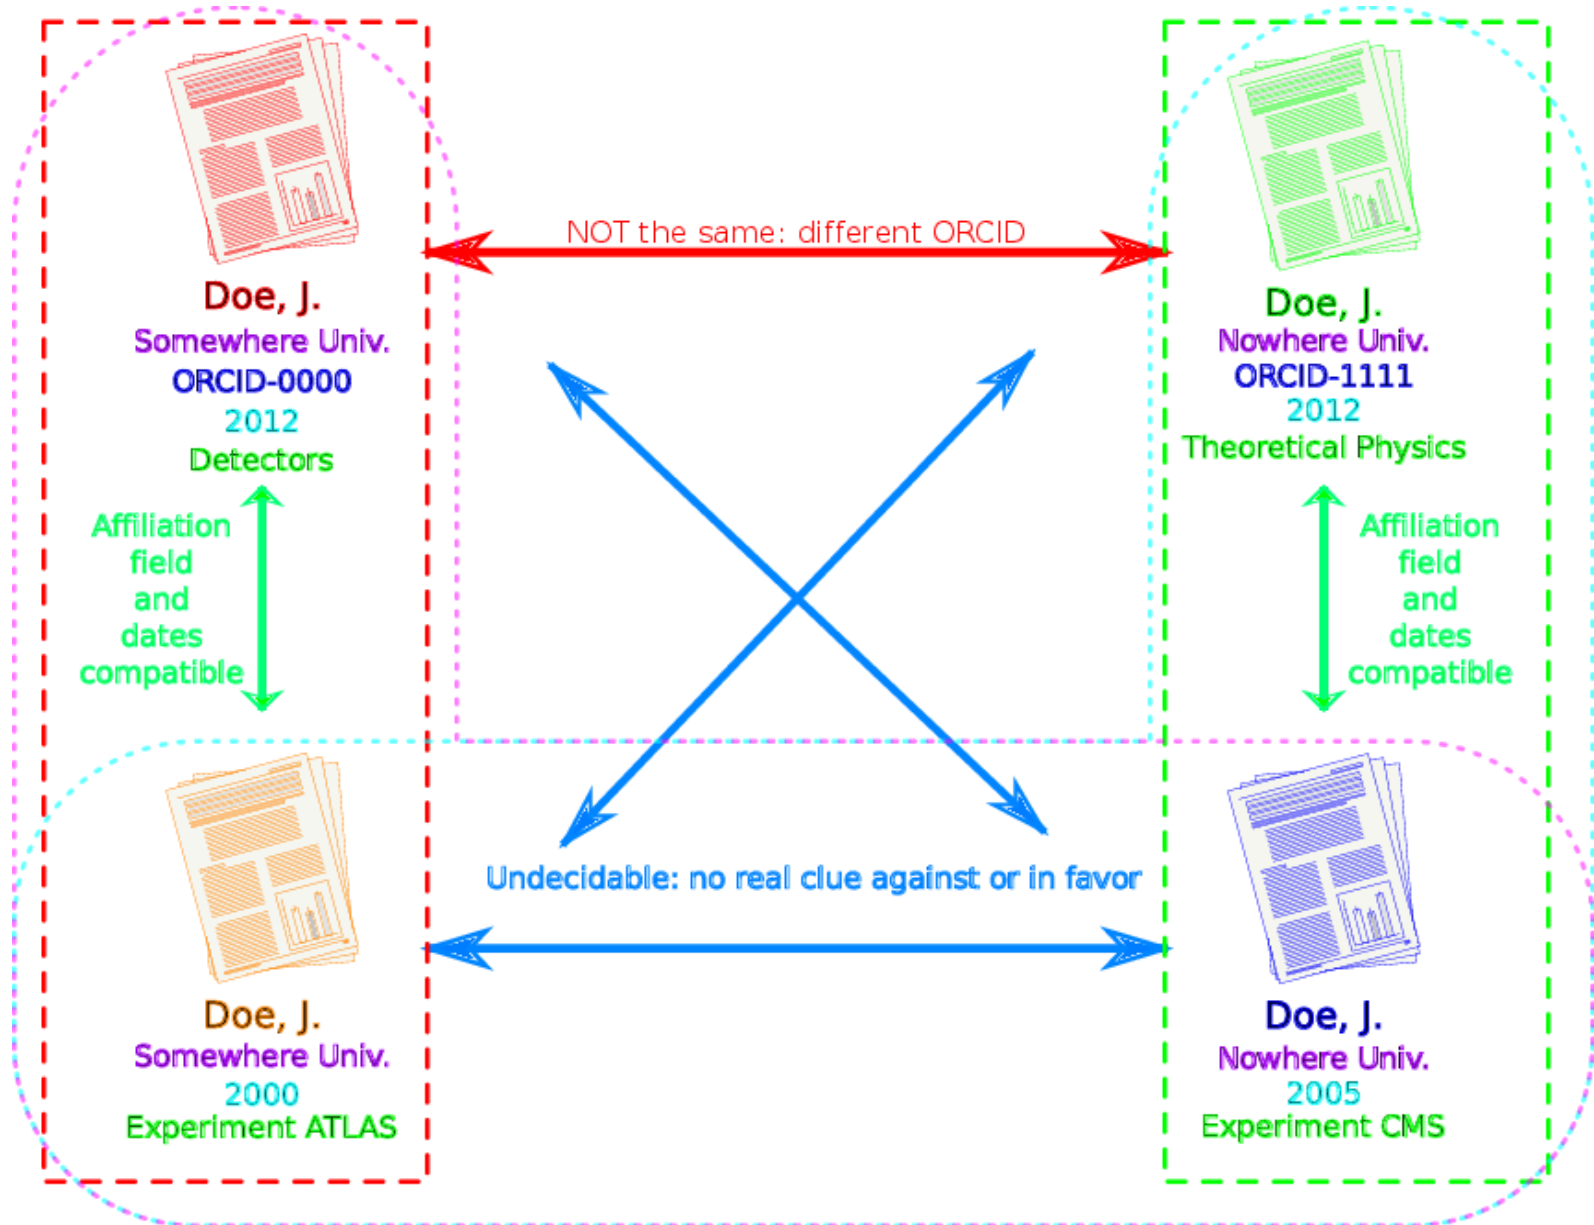 NOT the same: different ORCID
Doe, J.
Somewhere Univ.
ORCID-0000
2012
Detectors
Doe, J.
Nowhere Univ.
ORCID-1111
2012
Theoretical Physics
Affiliation
field
and
dates
compatible
Affiliation
field
and
dates
compatible
Undecidable: no real clue against or in favor
Doe, J.
Somewhere Univ.
2000
Experiment ATLAS
Doe, J.
Nowhere Univ.
2005
Experiment CMS